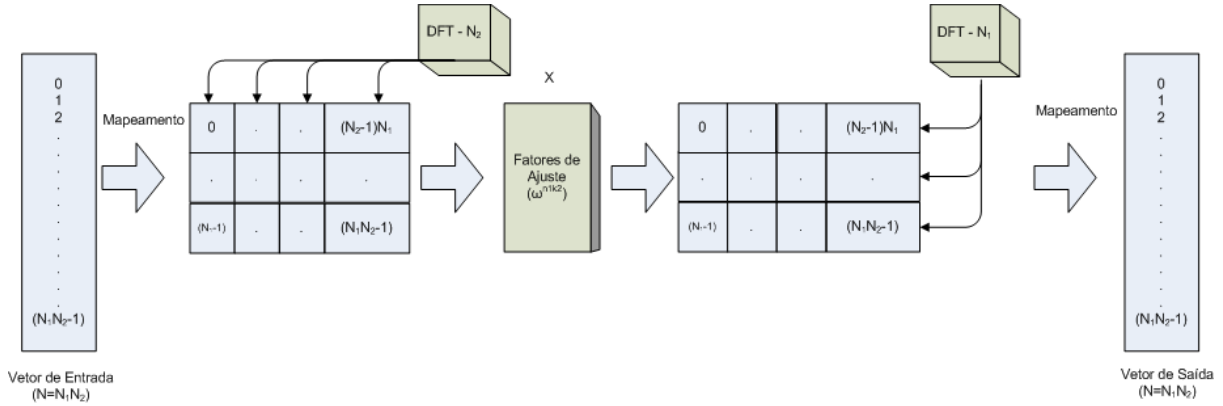 DFT - N₂
DFT - N₁
X
0
1
2
.
.
.
.
.
.
.
.
.
.
.
(N₁N₂-1)
Vetor de Entrada
(N=N₁N₂)
Mapeamento
0 . . (N₂-1)N₁
. . . .
(N₁-1) . . (N₁N₂-1)
Fatores de
Ajuste
(ω^n1k2)
0 . . (N₂-1)N₁
. . . .
(N₁-1) . . (N₁N₂-1)
Mapeamento
0
1
2
.
.
.
.
.
.
.
.
.
.
.
(N₁N₂-1)
Vetor de Saída
(N=N₁N₂)